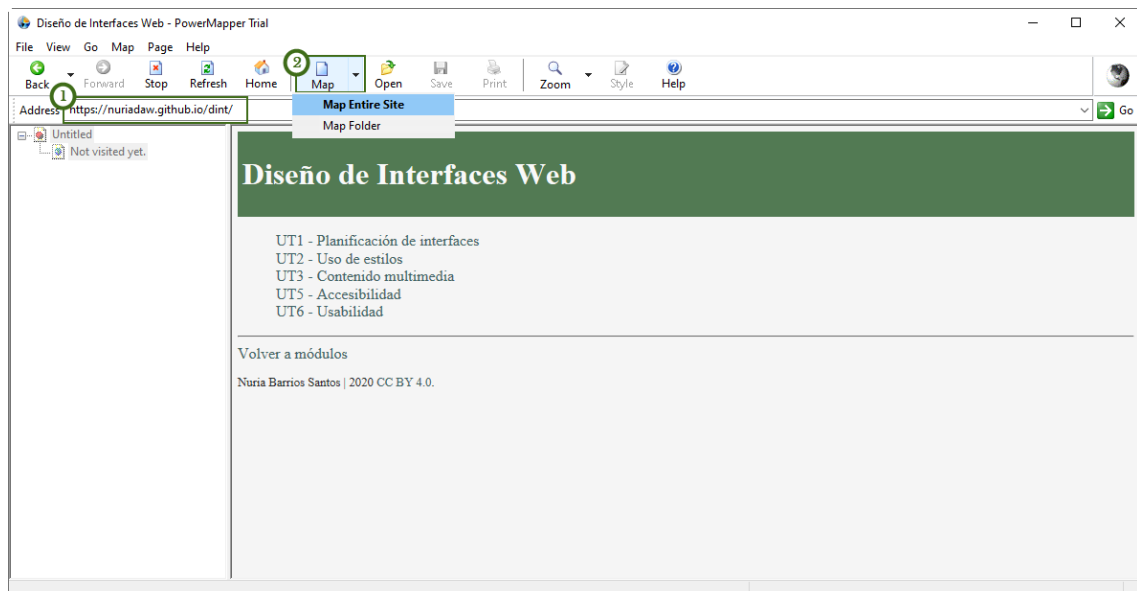 Diseño de Interfaces Web - PowerMapper Trial
File View Go Map Page Help
Back Forward Stop Refresh Home Map Open Save Print Zoom Style Help
2
1
Address https://nuriadaw.github.io/dint/ Go
Map Entire Site
Map Folder
Untitled
Not visited yet.
Diseño de Interfaces Web
UT1 - Planificación de interfaces
UT2 - Uso de estilos
UT3 - Contenido multimedia
UT5 - Accesibilidad
UT6 - Usabilidad
Volver a módulos
Nuria Barrios Santos | 2020 CC BY 4.0.